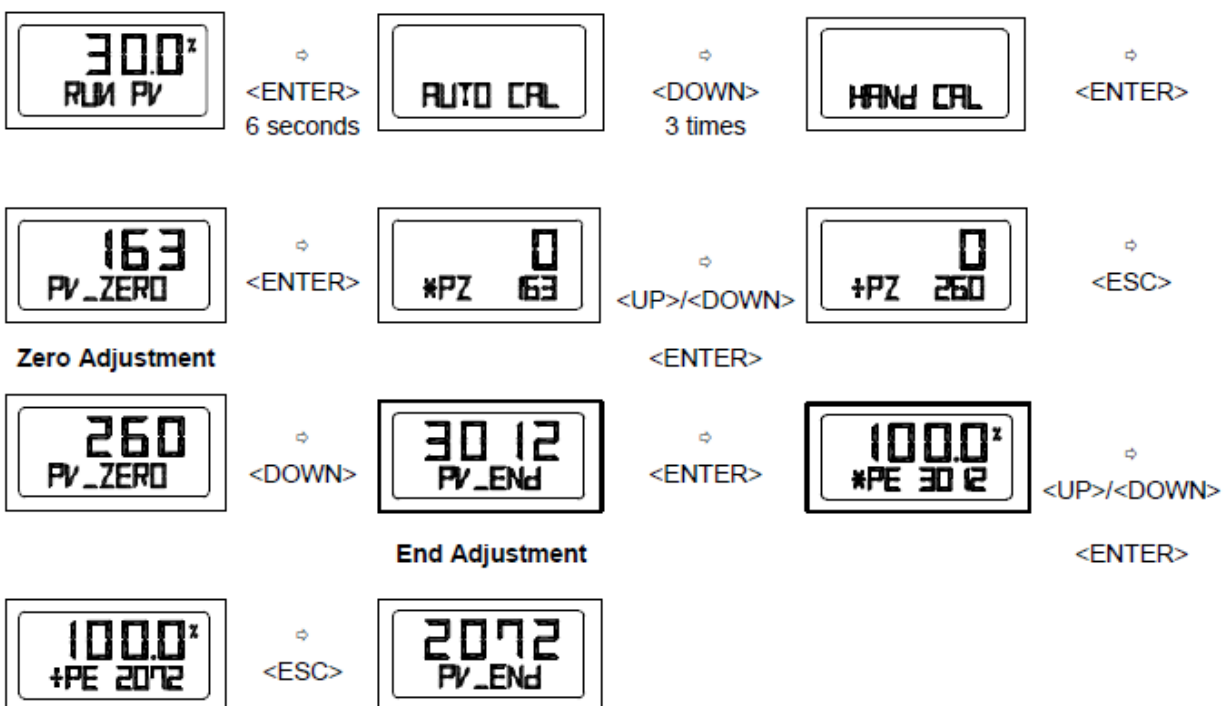 30.0%
RUN PV
⇨
<ENTER>
6 seconds
AUTO CAL
⇨
<DOWN>
3 times
HANd CAL
⇨
<ENTER>
163
PV_ZERO
⇨
<ENTER>
0
*PZ 163
⇨
<UP>/<DOWN>
<ENTER>
0
+PZ 260
⇨
<ESC>
Zero Adjustment
260
PV_ZERO
⇨
<DOWN>
3012
PV_ENd
⇨
<ENTER>
100.0%
*PE 3012
⇨
<UP>/<DOWN>
<ENTER>
End Adjustment
100.0%
+PE 2072
⇨
<ESC>
2072
PV_ENd